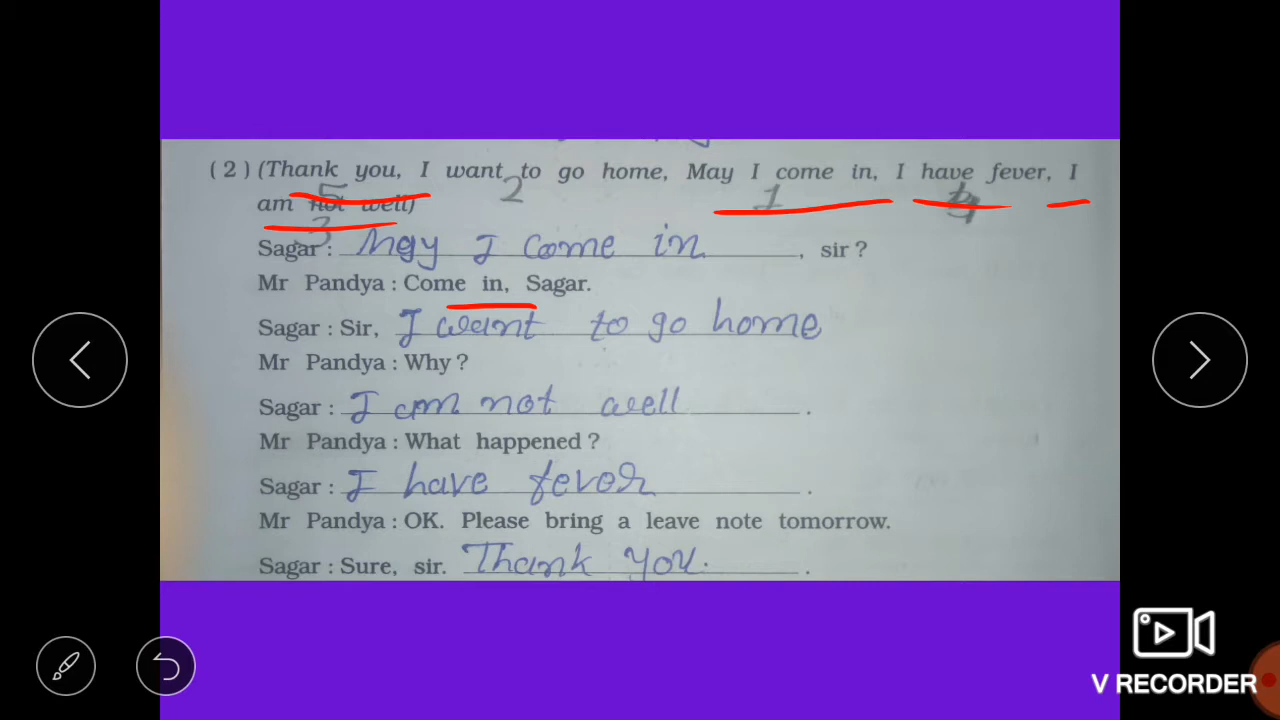 ( 2 ) (Thank you, I want to go home, May I come in, I have fever, I
5 2 1 4
am not well)
3
Sagar : May I come in , sir ?
Mr Pandya : Come in, Sagar.
Sagar : Sir, I want to go home
Mr Pandya : Why ?
Sagar : I am not well .
Mr Pandya : What happened ?
Sagar : I have fever .
Mr Pandya : OK. Please bring a leave note tomorrow.
Sagar : Sure, sir. Thank you. .
V RECORDER